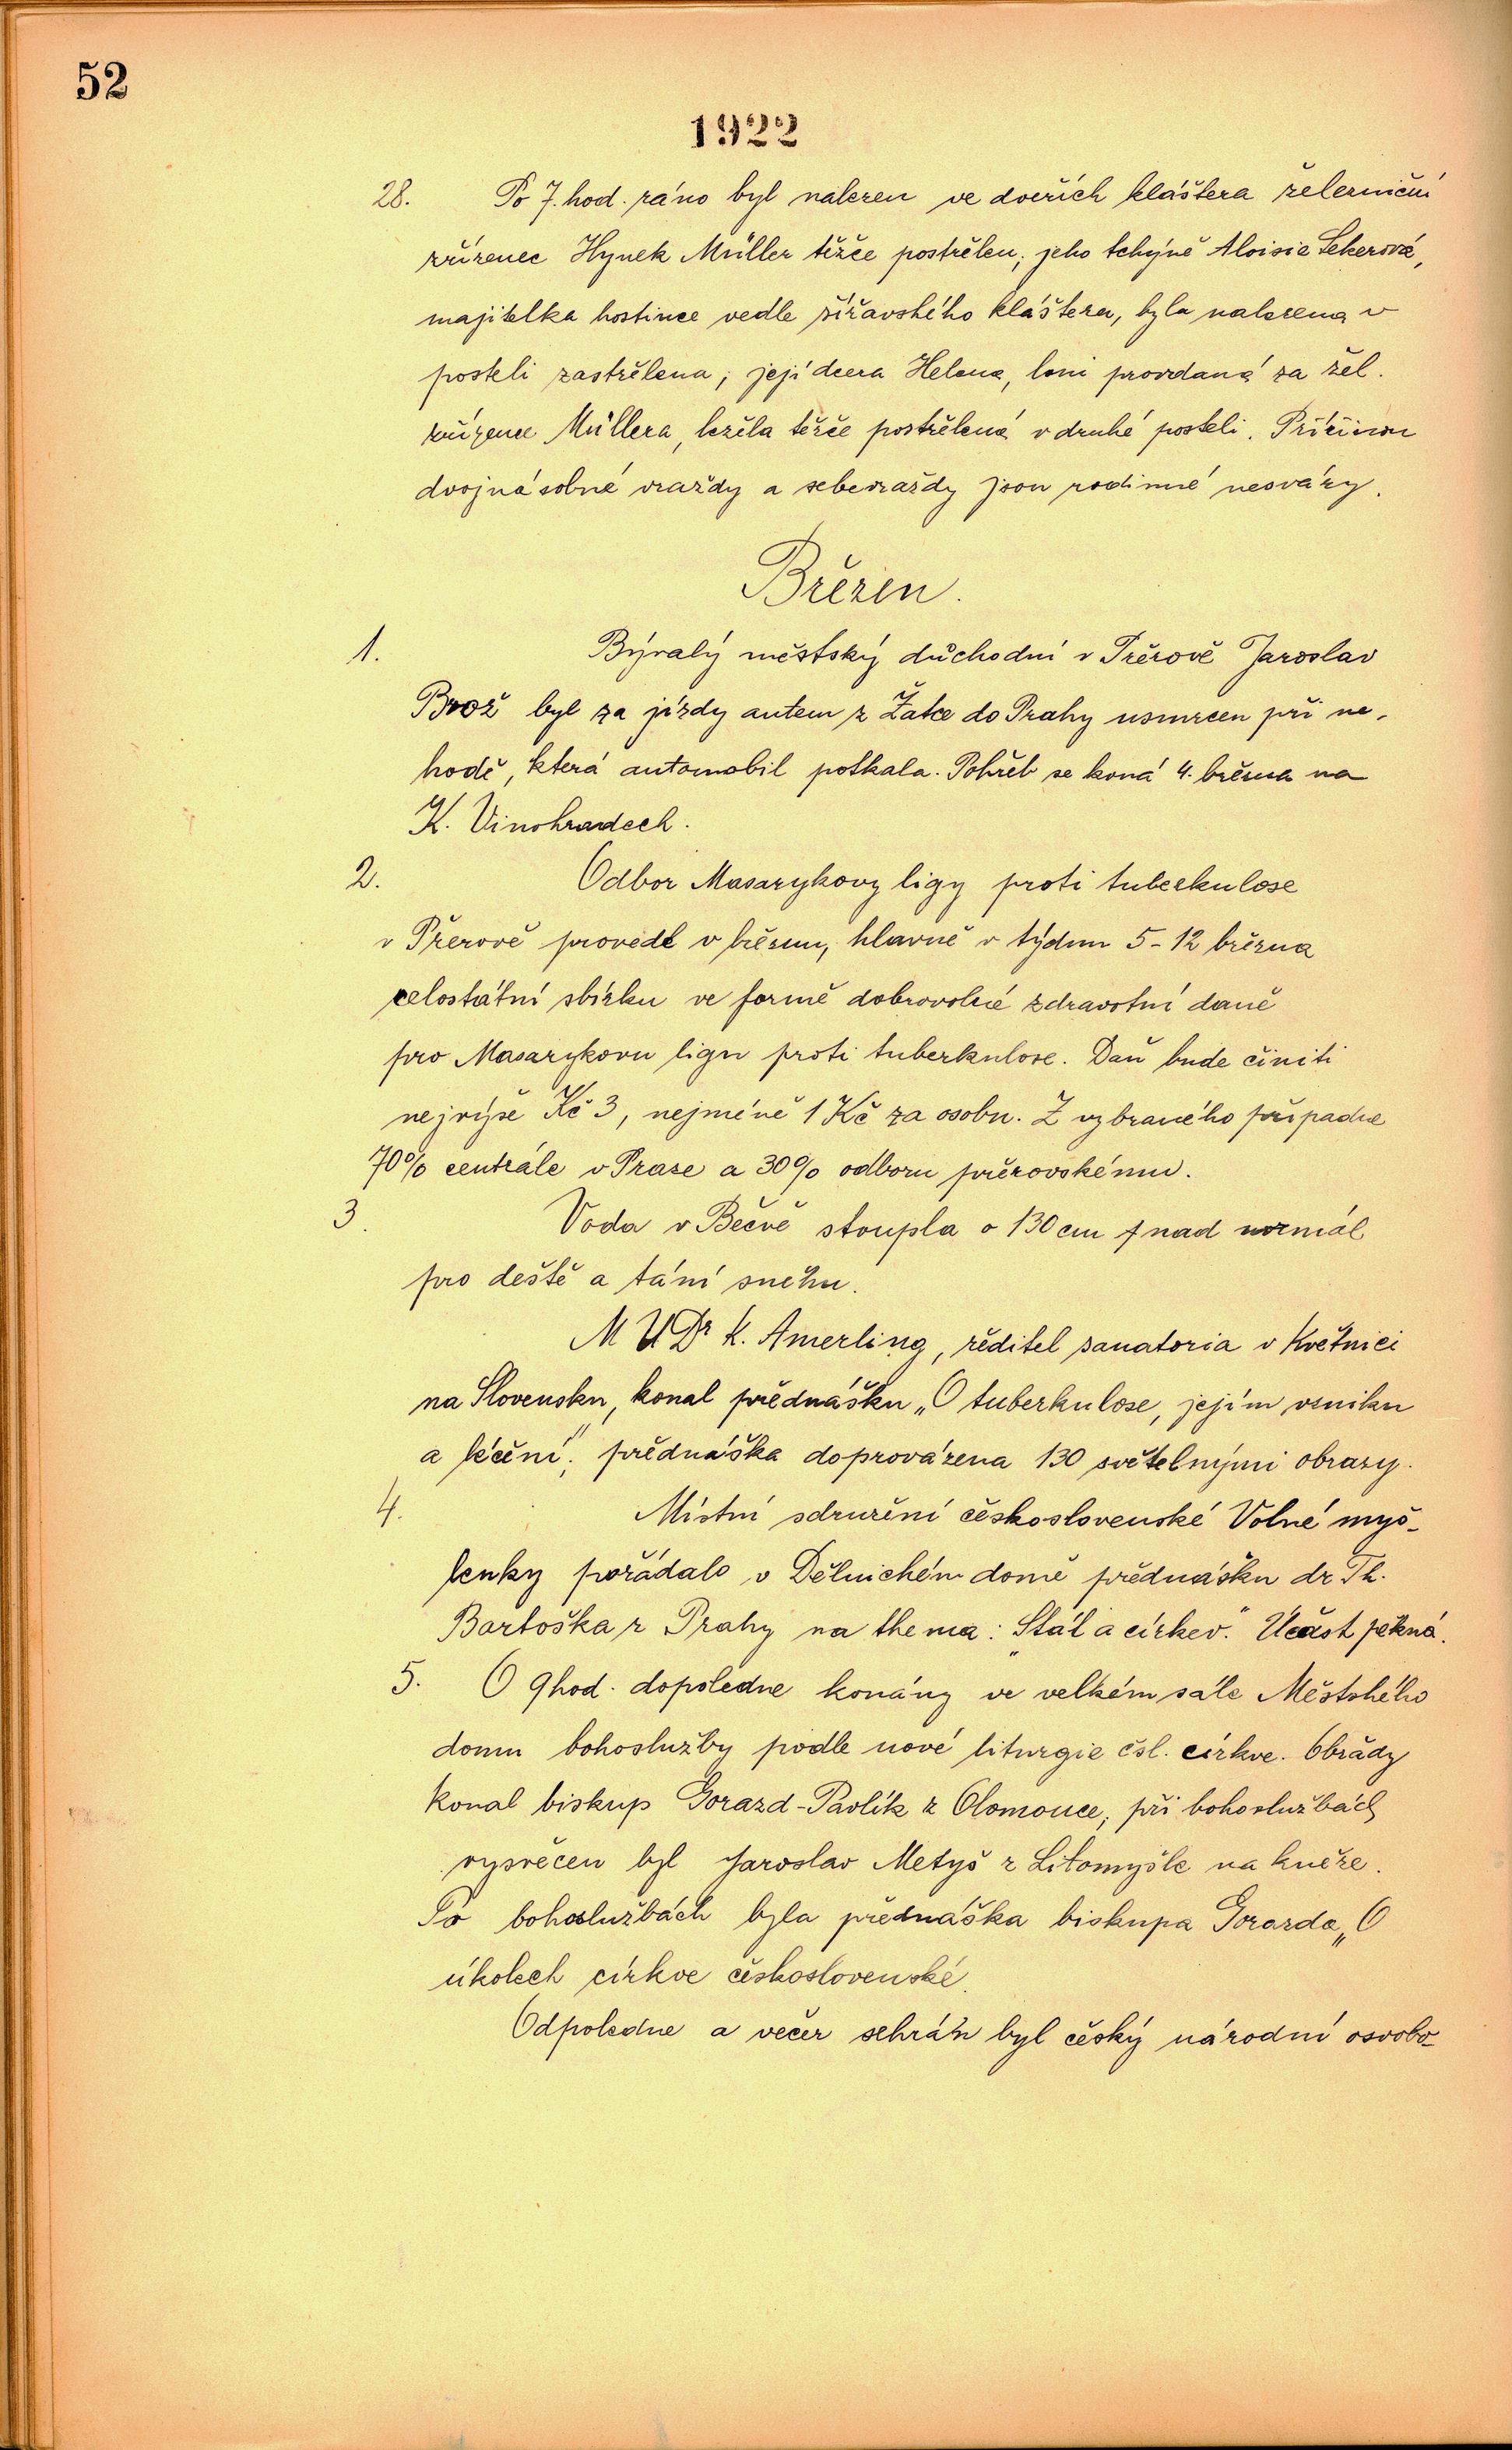 52
1922
28. Po 7. hod. ráno byl nalezen ve dveřích kláštera železniční
zřízenec Hynek Müller těžce postřelen; jeho tchýně Aloisie Sekerová,
majitelka hostince vedle šířavského kláštera, byla nalezena v
posteli zastřelena; její dcera Helena, loni provdaná za žel.
zřízence Müllera, ležela těžce postřelená v druhé posteli. Příčinou
dvojnásobné vraždy a sebevraždy jsou rodinné nesváry.
Březen.
1. Bývalý městský důchodní v Přerově Jaroslav
Brož byl za jízdy autem z Žatce do Prahy usmrcen při ne-
hodě, která automobil potkala. Pohřeb se koná 4. března na
K. Vinohradech.
2. Odbor Masarykovy ligy proti tuberkulose
v Přerově provedl v březnu, hlavně v týdnu 5-12 března
celostátní sbírku ve formě dobrovolné zdravotní daně
pro Masarykovu ligu proti tuberkulose. Daň bude činiti
nejvýše Kč 3, nejméně 1 Kč za osobu. Z vybraného připadne
70% centrále v Praze a 30% odboru přerovskému.
3. Voda v Bečvě stoupla o 130 cm nad normál
pro deště a tání sněhu.
MUDr K. Amerling, ředitel sanatoria v Květnici
na Slovensku, konal přednášku „O tuberkulose, jejím vzniku
a léčení"; přednáška doprovázena 130 světelnými obrazy.
4. Místní sdružení československé Volné myš-
lenky pořádalo v Dělnickém domě přednášku dr Th.
Bartoška z Prahy na thema: „Stát a církev." Účast pěkná.
5. O 9 hod. dopoledne konány ve velkém sále Městského
domu bohoslužby podle nové liturgie čsl. církve. Obřady
konal biskup Gorazd-Pavlík z Olomouce; při bohoslužbách
vysvěcen byl Jaroslav Metyš z Litomyšle na kněze.
Po bohoslužbách byla přednáška biskupa Gorazda „O
úkolech církve československé.
Odpoledne a večer sehrán byl český národní osvobo-